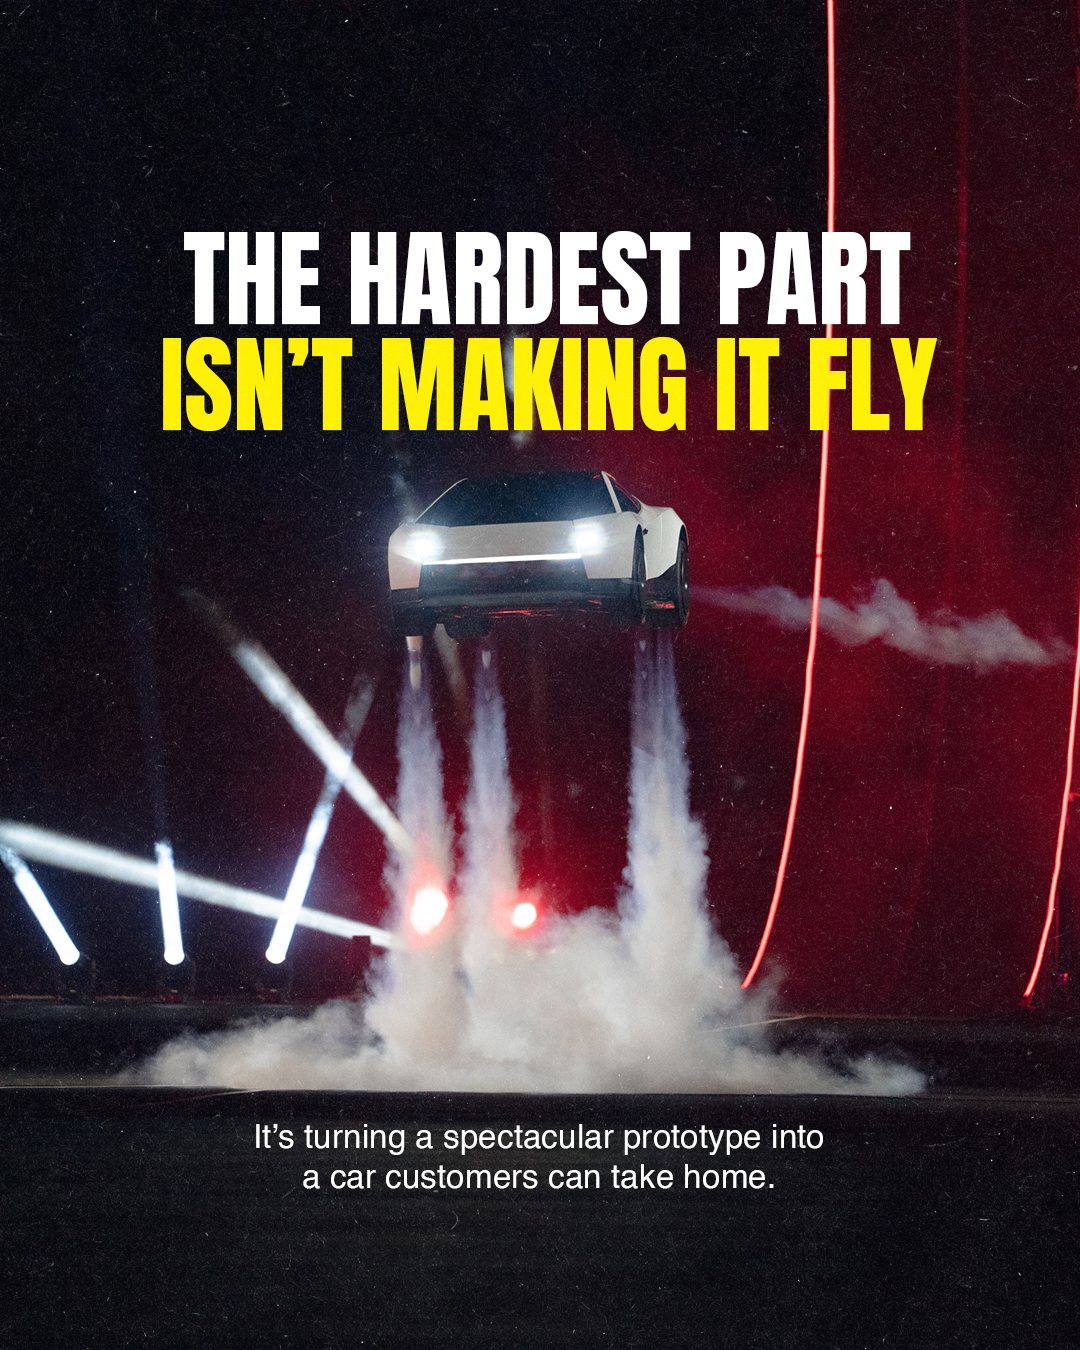 THE HARDEST PART
ISN’T MAKING IT FLY
It’s turning a spectacular prototype into
a car customers can take home.